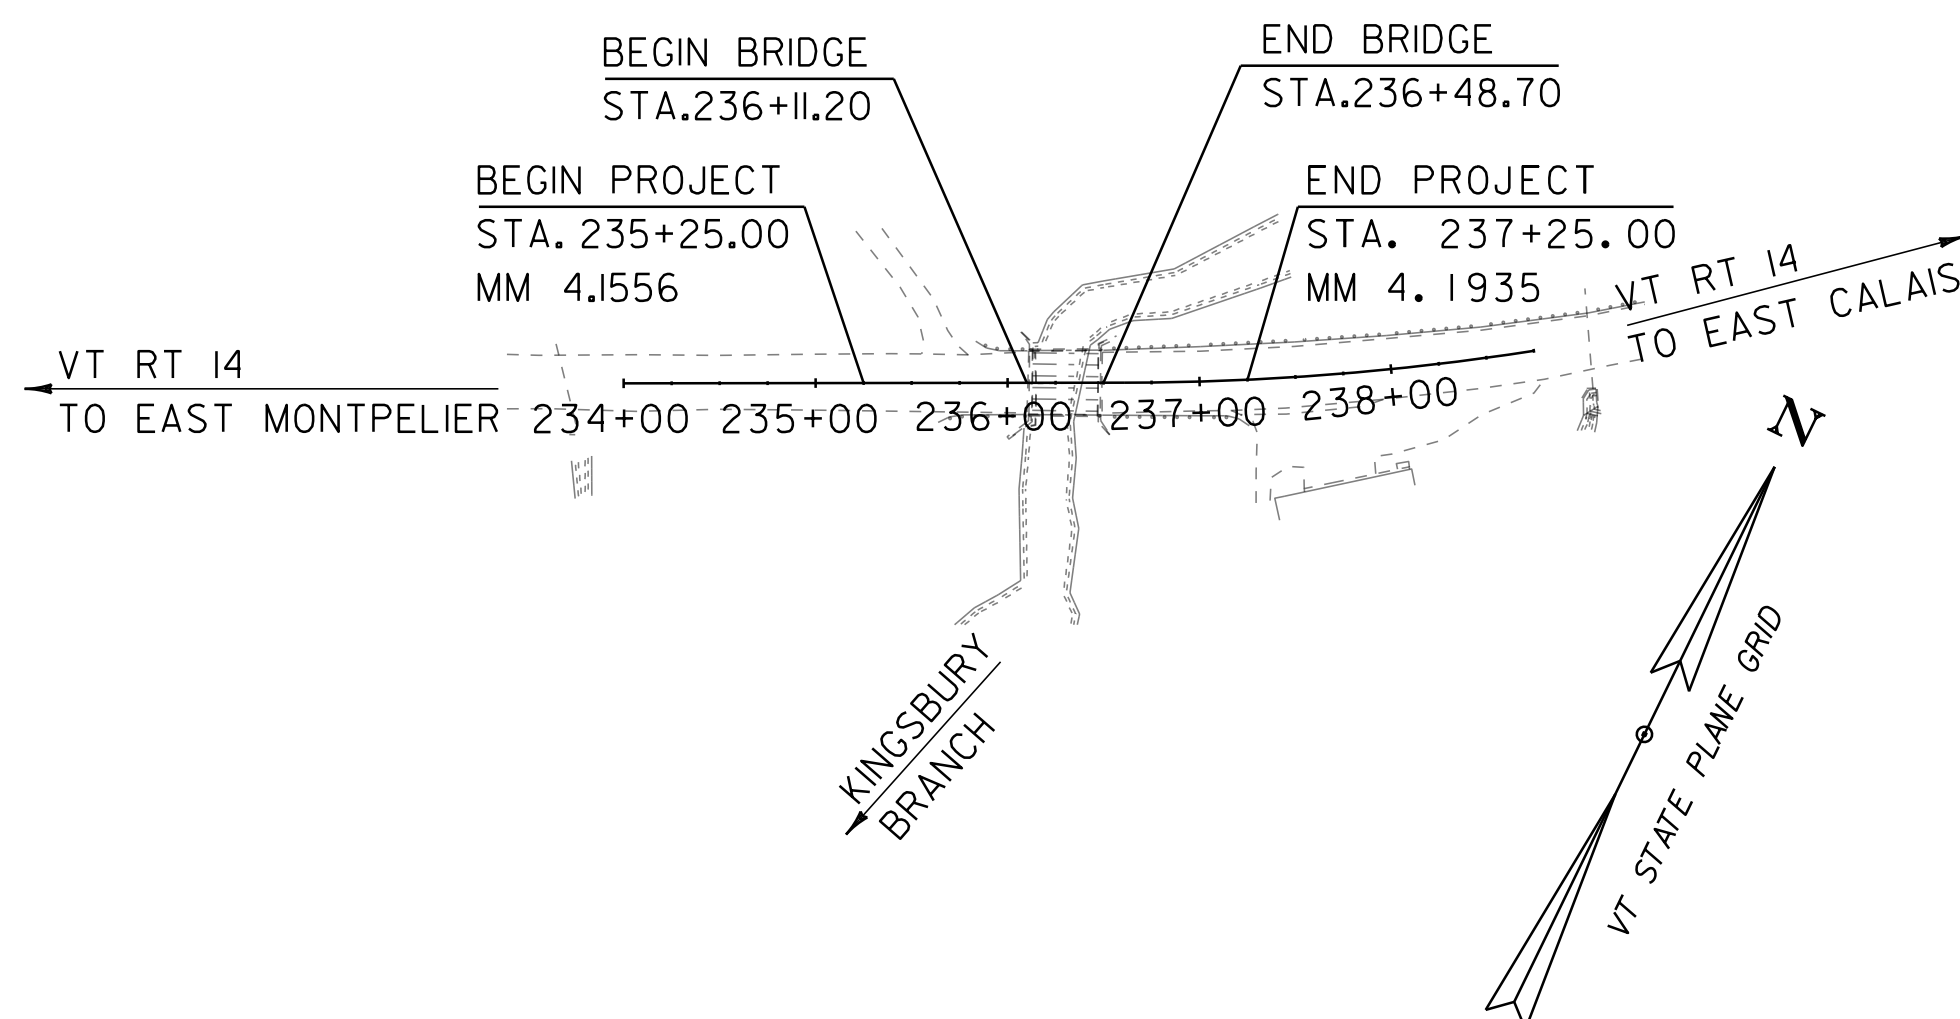 BEGIN BRIDGE
STA.236+11.20
END BRIDGE
STA.236+48.70
BEGIN PROJECT
STA. 235+25.00
MM 4.1556
END PROJECT
STA. 237+25.00
MM 4.1935
VT RT 14
TO EAST CALAIS
VT RT 14
TO EAST MONTPELIER
234+00 235+00 236+00 237+00 238+00
N
KINGSBURY
BRANCH
VT STATE PLANE GRID